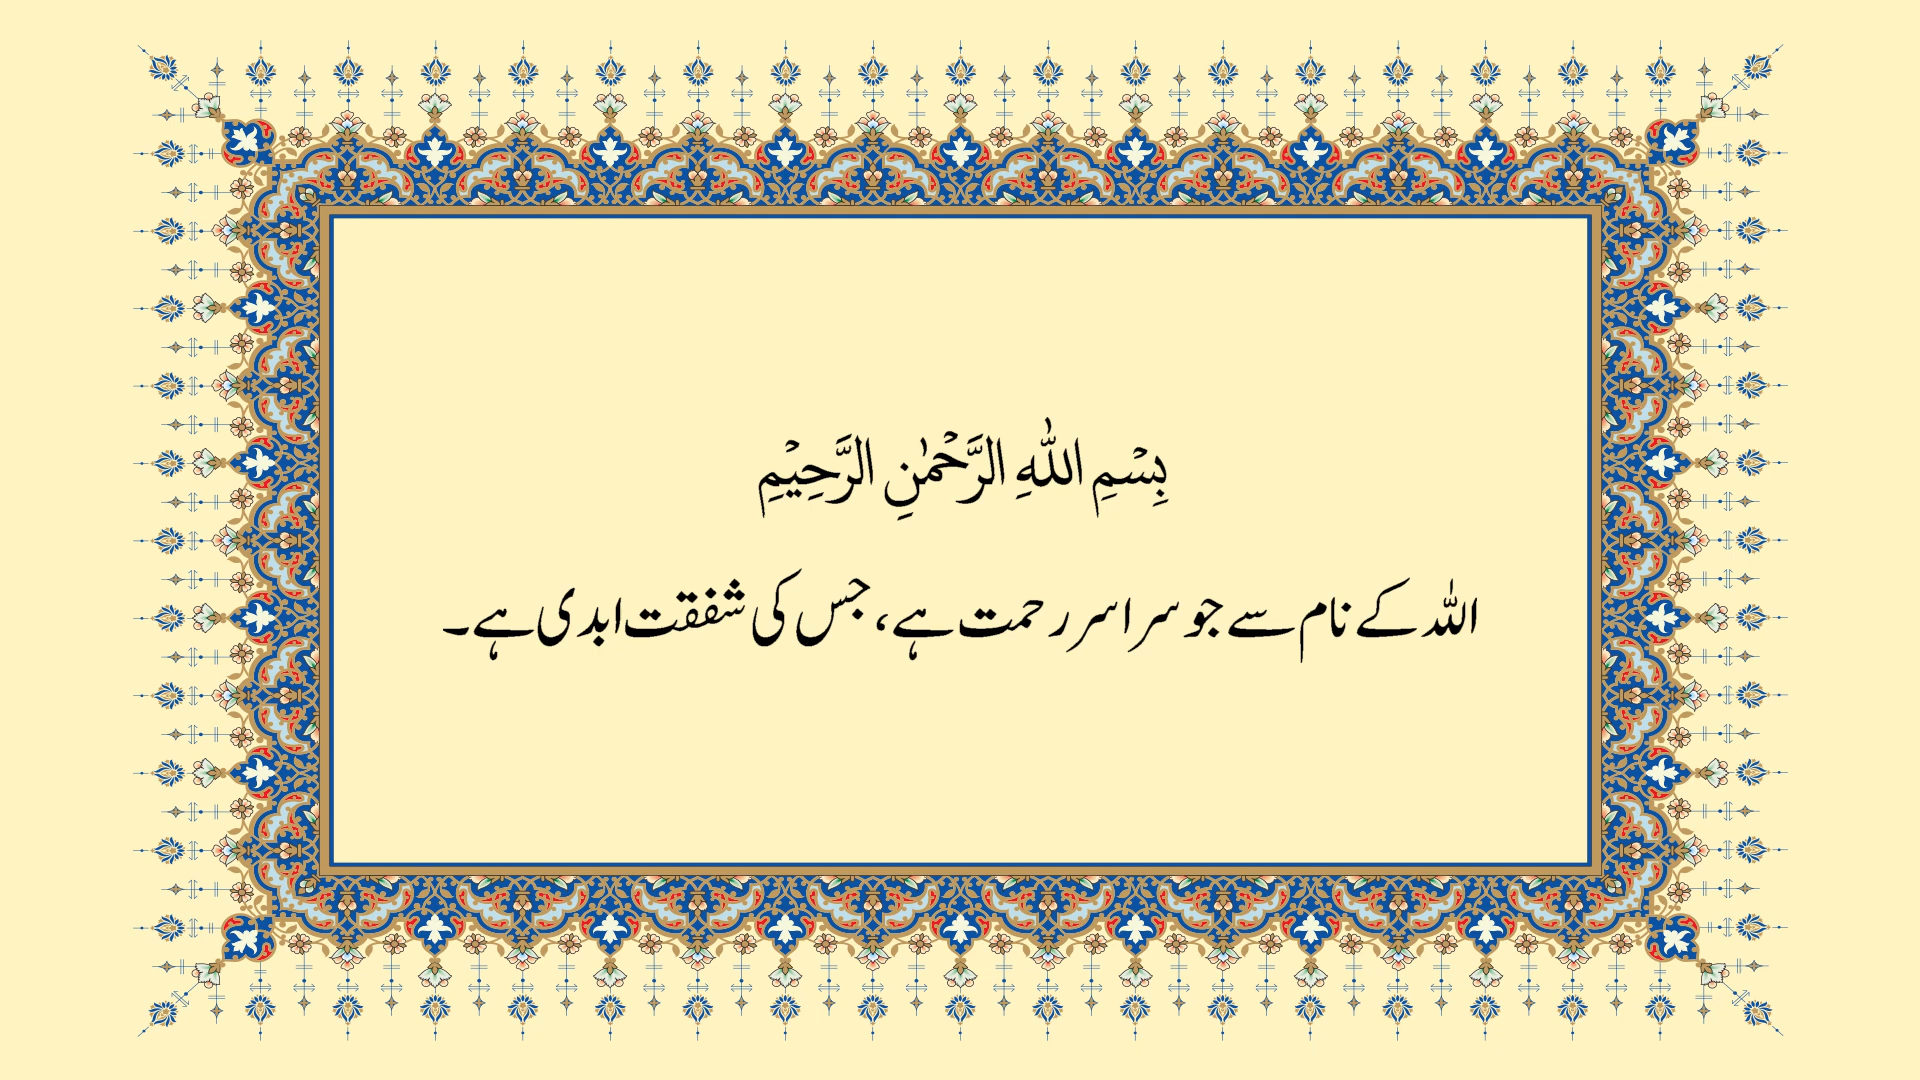 بِسْمِ اللّٰهِ الرَّحْمٰنِ الرَّحِيْمِ
اللہ کے نام سے جو سراسر رحمت ہے، جس کی شفقت ابدی ہے۔